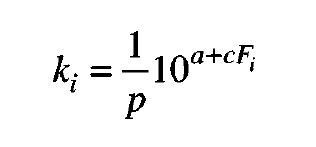 k_i = \frac{1}{p} 10^{a+cF_i}